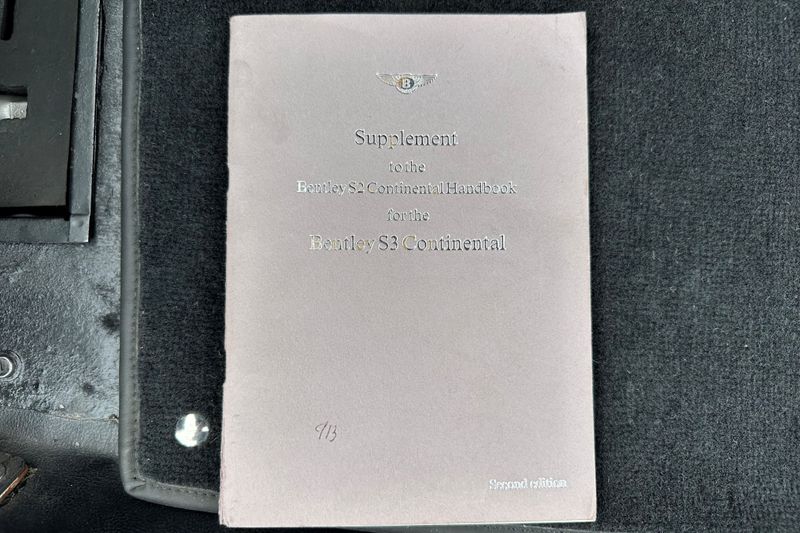 B
Supplement
to the
Bentley S2 Continental Handbook
for the
Bentley S3 Continental
Second edition